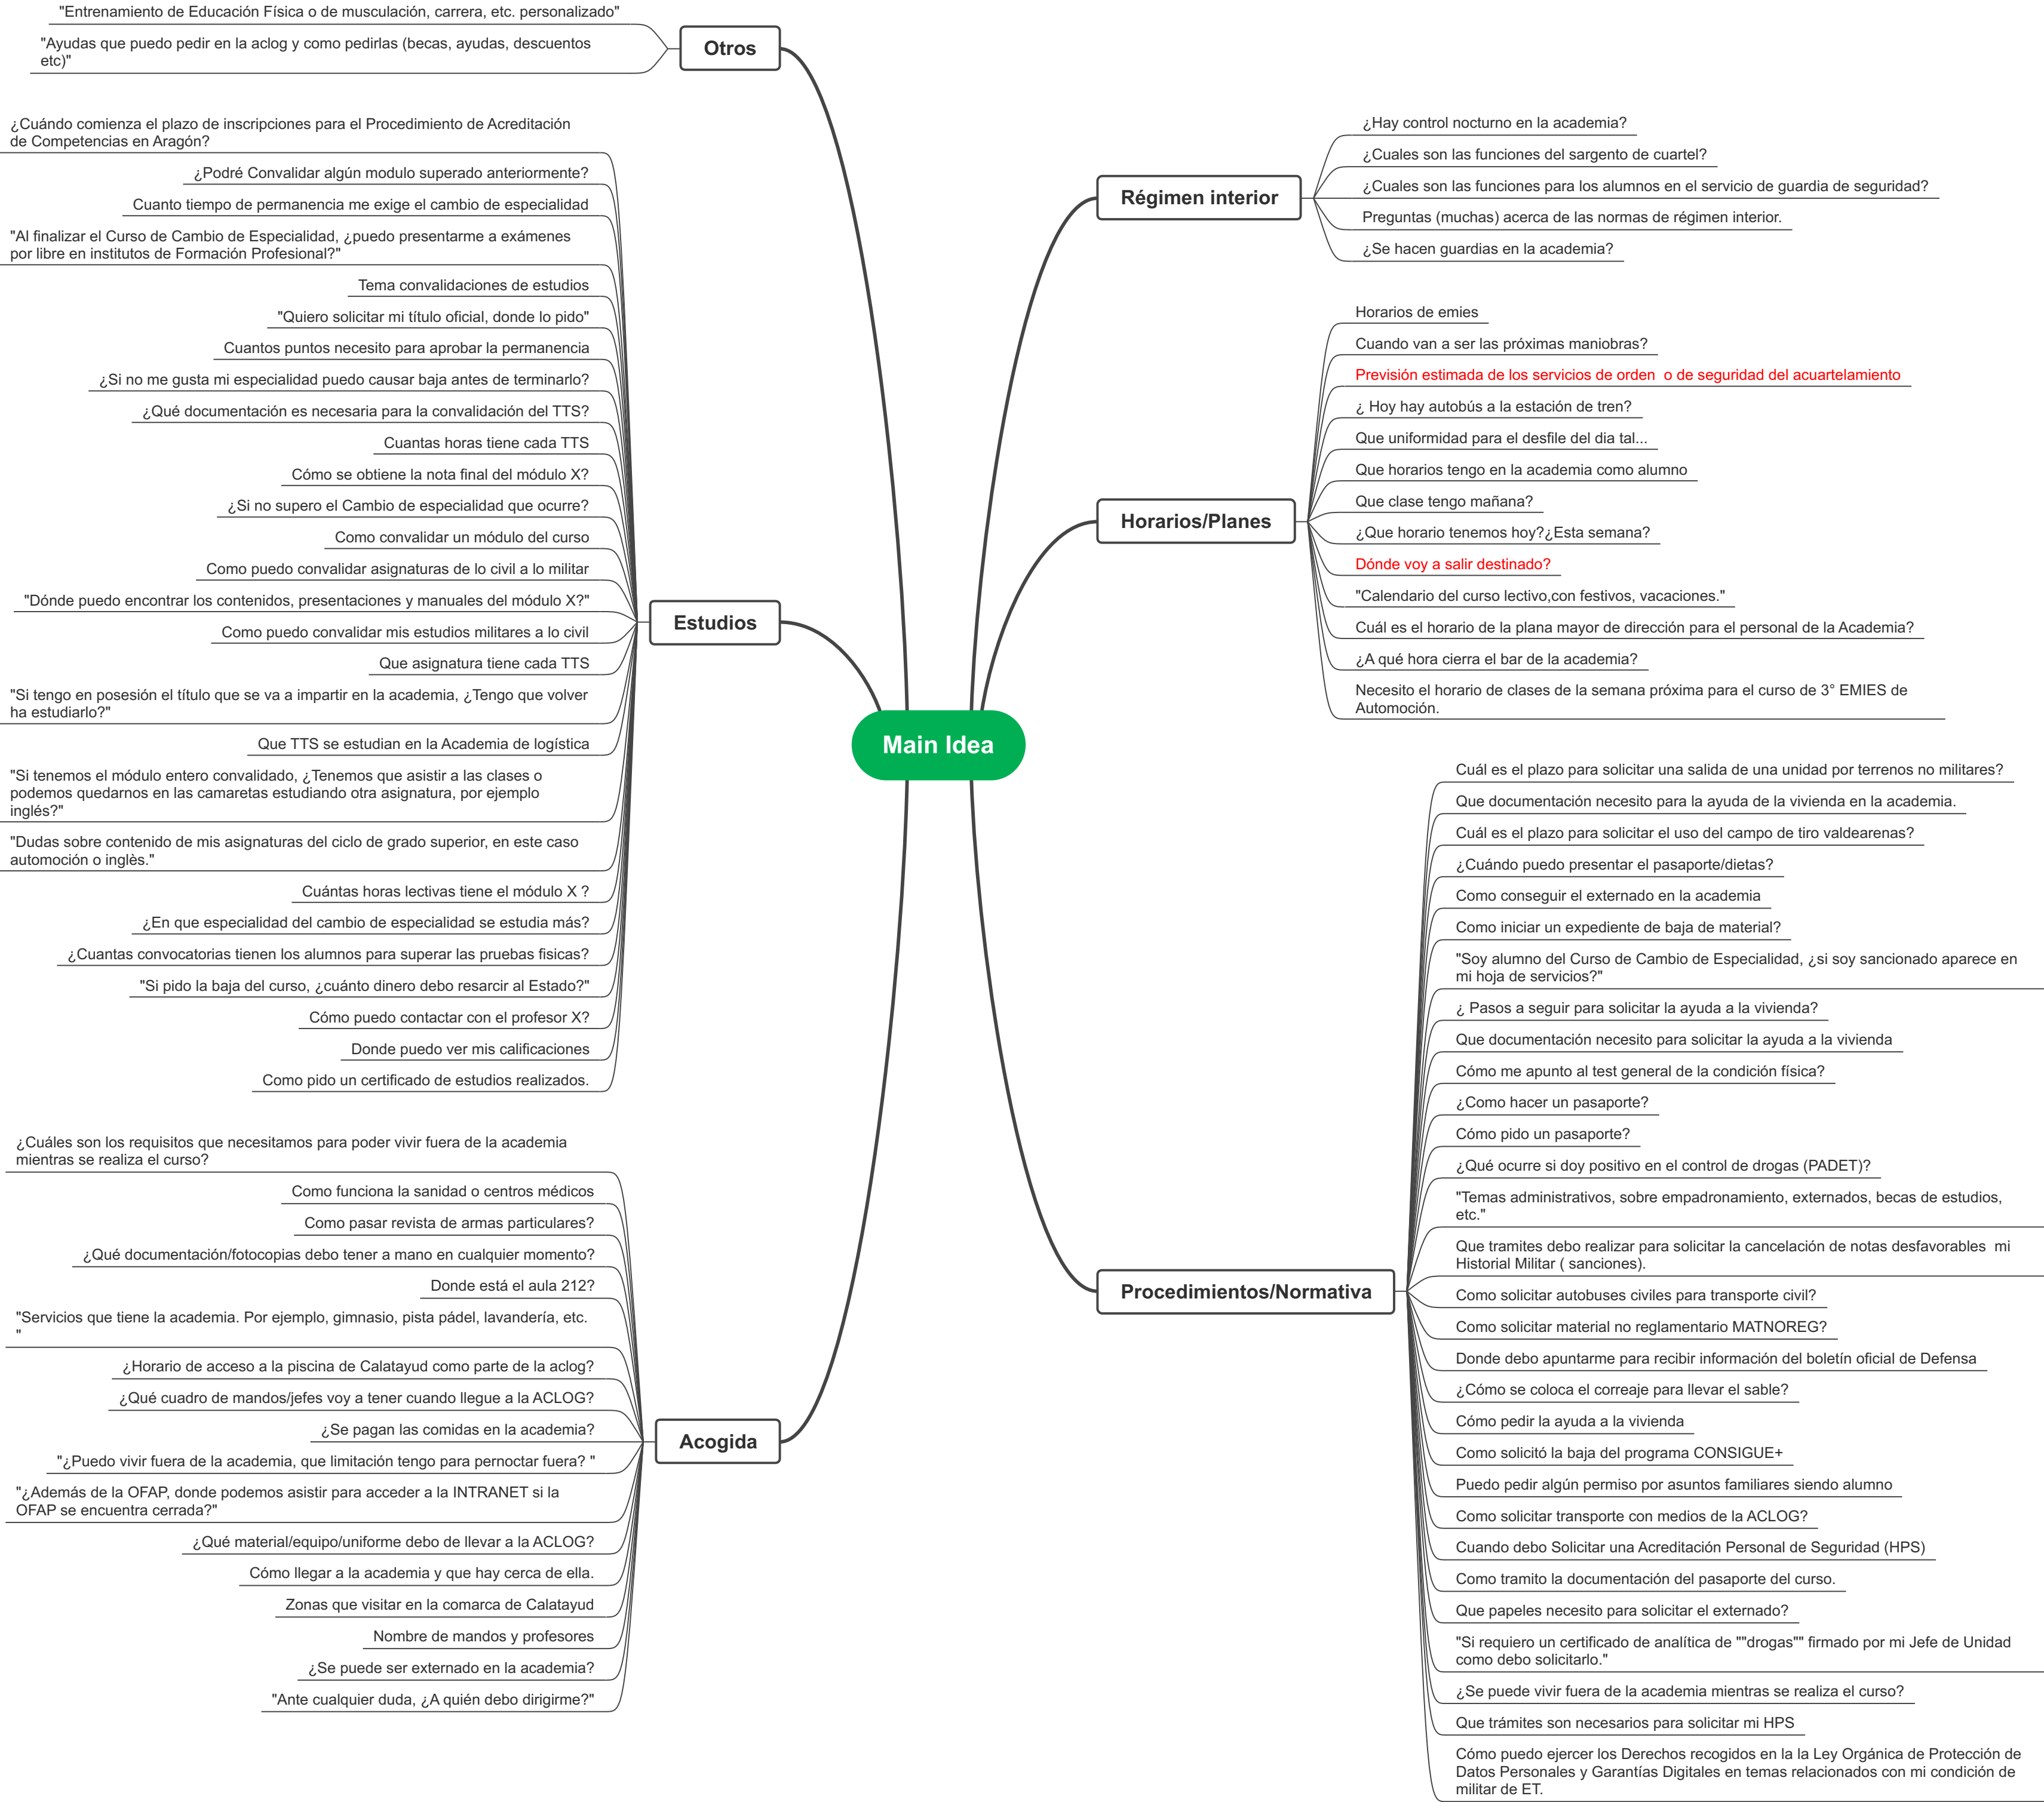 "Entrenamiento de Educación Física o de musculación, carrera, etc. personalizado"
"Ayudas que puedo pedir en la aclog y como pedirlas (becas, ayudas, descuentos
etc)"
Otros
¿Cuándo comienza el plazo de inscripciones para el Procedimiento de Acreditación
de Competencias en Aragón?
¿Podré Convalidar algún modulo superado anteriormente?
Cuanto tiempo de permanencia me exige el cambio de especialidad
"Al finalizar el Curso de Cambio de Especialidad, ¿puedo presentarme a exámenes
por libre en institutos de Formación Profesional?"
Tema convalidaciones de estudios
"Quiero solicitar mi título oficial, donde lo pido"
Cuantos puntos necesito para aprobar la permanencia
¿Si no me gusta mi especialidad puedo causar baja antes de terminarlo?
¿Qué documentación es necesaria para la convalidación del TTS?
Cuantas horas tiene cada TTS
Cómo se obtiene la nota final del módulo X?
¿Si no supero el Cambio de especialidad que ocurre?
Como convalidar un módulo del curso
Como puedo convalidar asignaturas de lo civil a lo militar
"Dónde puedo encontrar los contenidos, presentaciones y manuales del módulo X?"
Como puedo convalidar mis estudios militares a lo civil
Que asignatura tiene cada TTS
"Si tengo en posesión el título que se va a impartir en la academia, ¿Tengo que volver
ha estudiarlo?"
Que TTS se estudian en la Academia de logística
"Si tenemos el módulo entero convalidado, ¿Tenemos que asistir a las clases o
podemos quedarnos en las camaretas estudiando otra asignatura, por ejemplo
inglés?"
"Dudas sobre contenido de mis asignaturas del ciclo de grado superior, en este caso
automoción o inglès."
Cuántas horas lectivas tiene el módulo X ?
¿En que especialidad del cambio de especialidad se estudia más?
¿Cuantas convocatorias tienen los alumnos para superar las pruebas fisicas?
"Si pido la baja del curso, ¿cuánto dinero debo resarcir al Estado?"
Cómo puedo contactar con el profesor X?
Donde puedo ver mis calificaciones
Como pido un certificado de estudios realizados.
Estudios
¿Cuáles son los requisitos que necesitamos para poder vivir fuera de la academia
mientras se realiza el curso?
Como funciona la sanidad o centros médicos
Como pasar revista de armas particulares?
¿Qué documentación/fotocopias debo tener a mano en cualquier momento?
Donde está el aula 212?
"Servicios que tiene la academia. Por ejemplo, gimnasio, pista pádel, lavandería, etc.
"
¿Horario de acceso a la piscina de Calatayud como parte de la aclog?
¿Qué cuadro de mandos/jefes voy a tener cuando llegue a la ACLOG?
¿Se pagan las comidas en la academia?
"¿Puedo vivir fuera de la academia, que limitación tengo para pernoctar fuera? "
"¿Además de la OFAP, donde podemos asistir para acceder a la INTRANET si la
OFAP se encuentra cerrada?"
¿Qué material/equipo/uniforme debo de llevar a la ACLOG?
Cómo llegar a la academia y que hay cerca de ella.
Zonas que visitar en la comarca de Calatayud
Nombre de mandos y profesores
¿Se puede ser externado en la academia?
"Ante cualquier duda, ¿A quién debo dirigirme?"
Acogida
Main Idea
Régimen interior
¿Hay control nocturno en la academia?
¿Cuales son las funciones del sargento de cuartel?
¿Cuales son las funciones para los alumnos en el servicio de guardia de seguridad?
Preguntas (muchas) acerca de las normas de régimen interior.
¿Se hacen guardias en la academia?
Horarios/Planes
Horarios de emies
Cuando van a ser las próximas maniobras?
Previsión estimada de los servicios de orden  o de seguridad del acuartelamiento
¿ Hoy hay autobús a la estación de tren?
Que uniformidad para el desfile del dia tal...
Que horarios tengo en la academia como alumno
Que clase tengo mañana?
¿Que horario tenemos hoy?¿Esta semana?
Dónde voy a salir destinado?
"Calendario del curso lectivo,con festivos, vacaciones."
Cuál es el horario de la plana mayor de dirección para el personal de la Academia?
¿A qué hora cierra el bar de la academia?
Necesito el horario de clases de la semana próxima para el curso de 3° EMIES de
Automoción.
Procedimientos/Normativa
Cuál es el plazo para solicitar una salida de una unidad por terrenos no militares?
Que documentación necesito para la ayuda de la vivienda en la academia.
Cuál es el plazo para solicitar el uso del campo de tiro valdearenas?
¿Cuándo puedo presentar el pasaporte/dietas?
Como conseguir el externado en la academia
Como iniciar un expediente de baja de material?
"Soy alumno del Curso de Cambio de Especialidad, ¿si soy sancionado aparece en
mi hoja de servicios?"
¿ Pasos a seguir para solicitar la ayuda a la vivienda?
Que documentación necesito para solicitar la ayuda a la vivienda
Cómo me apunto al test general de la condición física?
¿Como hacer un pasaporte?
Cómo pido un pasaporte?
¿Qué ocurre si doy positivo en el control de drogas (PADET)?
"Temas administrativos, sobre empadronamiento, externados, becas de estudios,
etc."
Que tramites debo realizar para solicitar la cancelación de notas desfavorables  mi
Historial Militar ( sanciones).
Como solicitar autobuses civiles para transporte civil?
Como solicitar material no reglamentario MATNOREG?
Donde debo apuntarme para recibir información del boletín oficial de Defensa
¿Cómo se coloca el correaje para llevar el sable?
Cómo pedir la ayuda a la vivienda
Como solicitó la baja del programa CONSIGUE+
Puedo pedir algún permiso por asuntos familiares siendo alumno
Como solicitar transporte con medios de la ACLOG?
Cuando debo Solicitar una Acreditación Personal de Seguridad (HPS)
Como tramito la documentación del pasaporte del curso.
Que papeles necesito para solicitar el externado?
"Si requiero un certificado de analítica de ""drogas"" firmado por mi Jefe de Unidad
como debo solicitarlo."
¿Se puede vivir fuera de la academia mientras se realiza el curso?
Que trámites son necesarios para solicitar mi HPS
Cómo puedo ejercer los Derechos recogidos en la la Ley Orgánica de Protección de
Datos Personales y Garantías Digitales en temas relacionados con mi condición de
militar de ET.